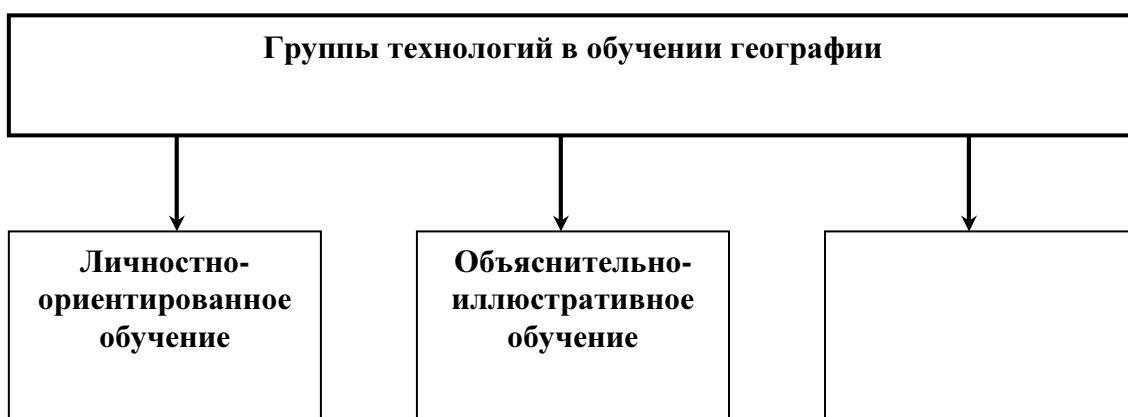 Группы технологий в обучении географии
Личностно-
ориентированное
обучение
Объяснительно-
иллюстративное
обучение